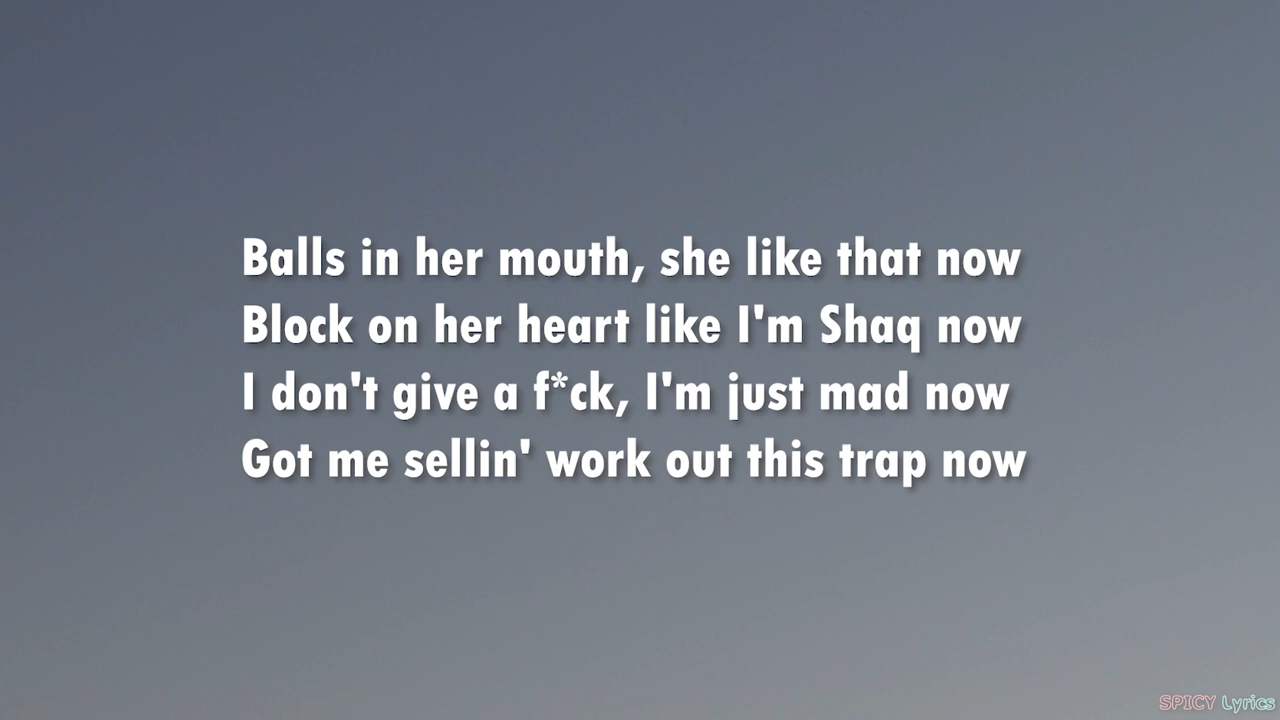 Balls in her mouth, she like that now
Block on her heart like I'm Shaq now
I don't give a f*ck, I'm just mad now
Got me sellin' work out this trap now
SPICY Lyrics